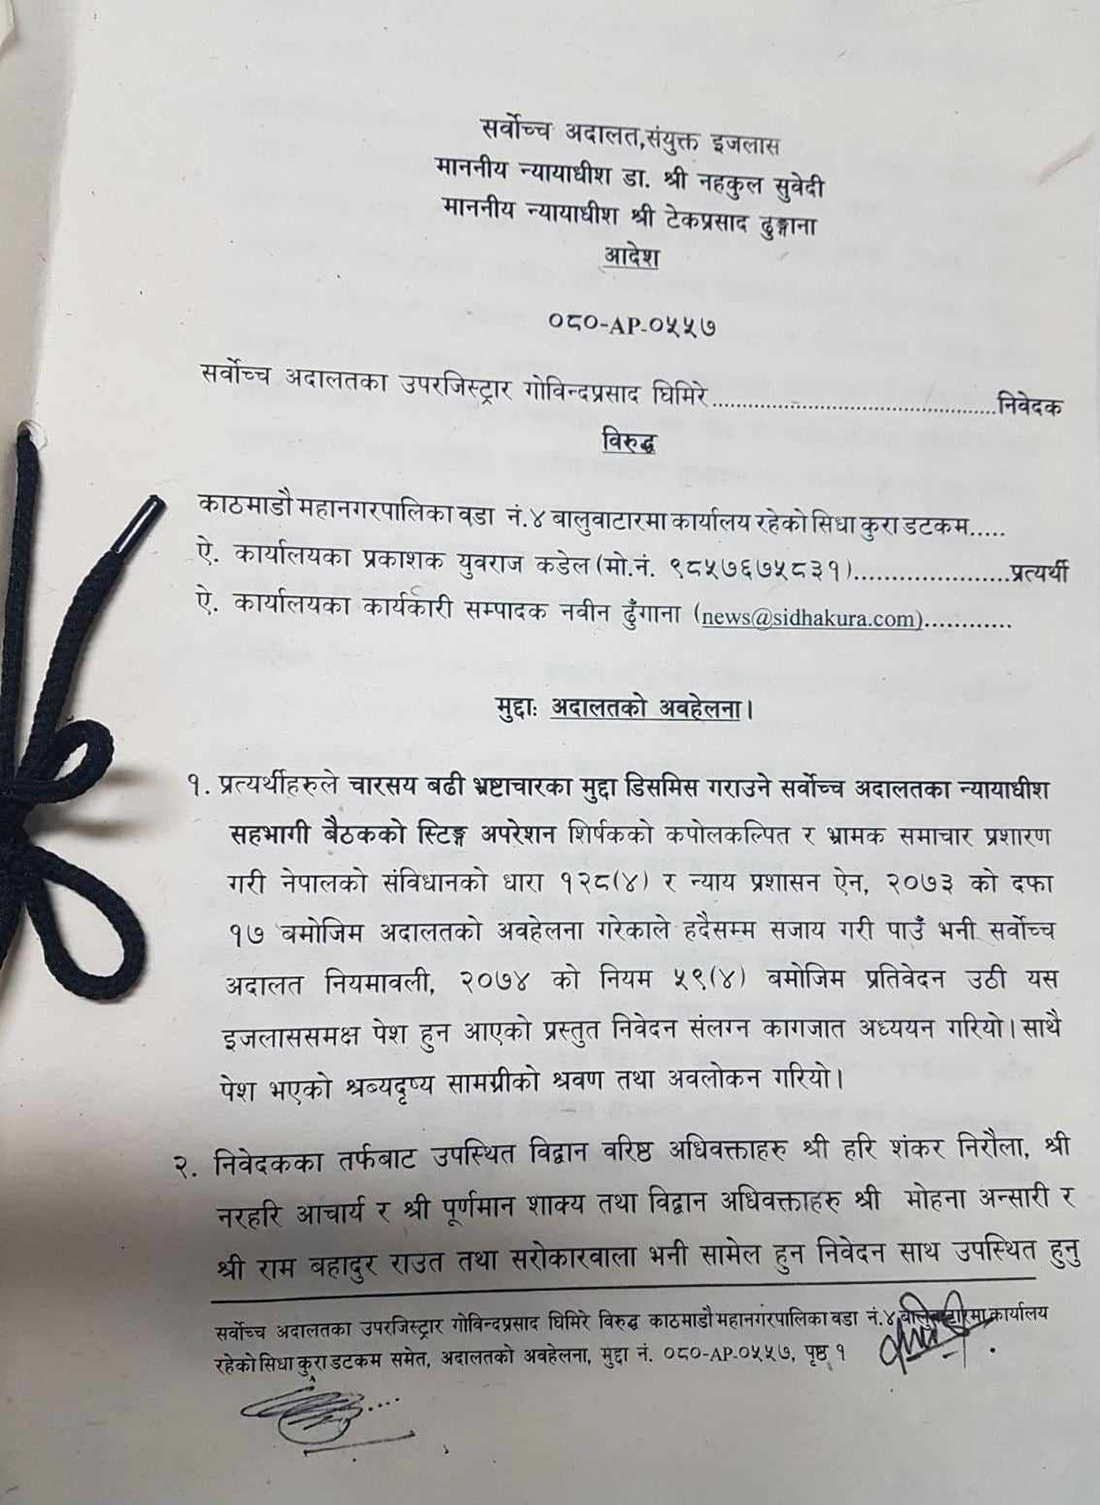 सर्वोच्च अदालत,संयुक्त इजलास
माननीय न्यायाधीश डा. श्री नहकुल सुवेदी
माननीय न्यायाधीश श्री टेकप्रसाद ढुङ्गाना
आदेश
०८०-AP-०५५७
सर्वोच्च अदालतका उपरजिस्ट्रार गोविन्दप्रसाद घिमिरे.............................................निवेदक
विरुद्ध
काठमाडौ महानगरपालिका वडा नं.४ बालुवाटारमा कार्यालय रहेको सिधा कुरा डटकम.....
ऐ. कार्यालयका प्रकाशक युवराज कडेल (मो.नं. ९८५७६७५८३१)......................प्रत्यर्थी
ऐ. कार्यालयका कार्यकारी सम्पादक नवीन ढुँगाना (news@sidhakura.com)............
मुद्दाः अदालतको अवहेलना।
१. प्रत्यर्थीहरुले चारसय बढी भ्रष्टाचारका मुद्दा डिसमिस गराउने सर्वोच्च अदालतका न्यायाधीश
सहभागी बैठकको स्टिङ्ग अपरेशन शिर्षकको कपोलकल्पित र भ्रामक समाचार प्रशारण
गरी नेपालको संविधानको धारा १२८(४) र न्याय प्रशासन ऐन, २०७३ को दफा
१७ बमोजिम अदालतको अवहेलना गरेकाले हदैसम्म सजाय गरी पाउँ भनी सर्वोच्च
अदालत नियमावली, २०७४ को नियम ५९(४) बमोजिम प्रतिवेदन उठी यस
इजलाससमक्ष पेश हुन आएको प्रस्तुत निवेदन संलग्न कागजात अध्ययन गरियो। साथै
पेश भएको श्रब्यदृष्य सामग्रीको श्रवण तथा अवलोकन गरियो।
२. निवेदकका तर्फबाट उपस्थित विद्वान वरिष्ठ अधिवक्ताहरु श्री हरि शंकर निरौला, श्री
नरहरि आचार्य र श्री पूर्णमान शाक्य तथा विद्वान अधिवक्ताहरु श्री मोहना अन्सारी र
श्री राम बहादुर राउत तथा सरोकारवाला भनी सामेल हुन निवेदन साथ उपस्थित हुनु
सर्वोच्च अदालतका उपरजिस्ट्रार गोविन्दप्रसाद घिमिरे विरुद्ध काठमाडौ महानगरपालिका वडा नं.४ बालुवाटारमा कार्यालय
रहेको सिधा कुरा डटकम समेत, अदालतको अवहेलना, मुद्दा नं. ०८०-AP-०५५७, पृष्ठ १